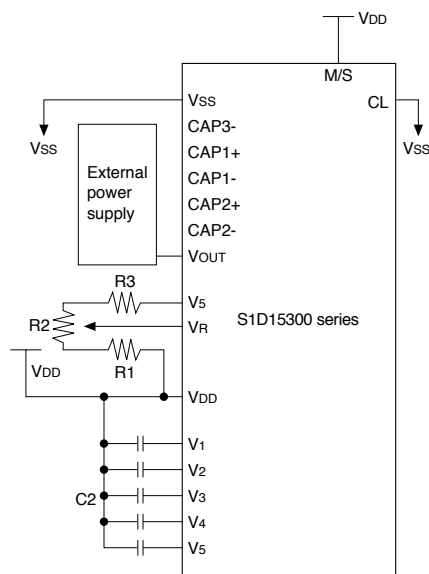 VDD
M/S
VSS
CL
VSS
VSS
CAP3-
CAP1+
CAP1-
CAP2+
CAP2-
VOUT
External
power
supply
R3
V5
R2
VR
S1D15300 series
R1
VDD
VDD
V1
V2
C2
V3
V4
V5